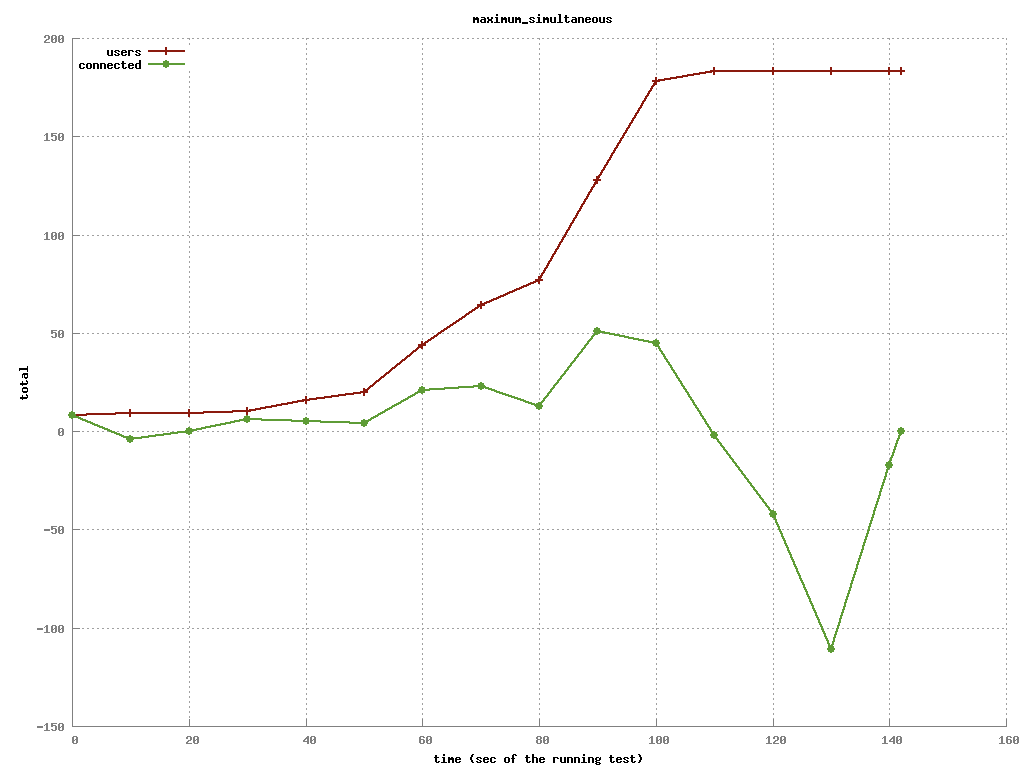 maximum_simultaneous
users
connected
200
150
100
50
0
-50
-100
-150
total
0 20 40 60 80 100 120 140 160
time (sec of the running test)